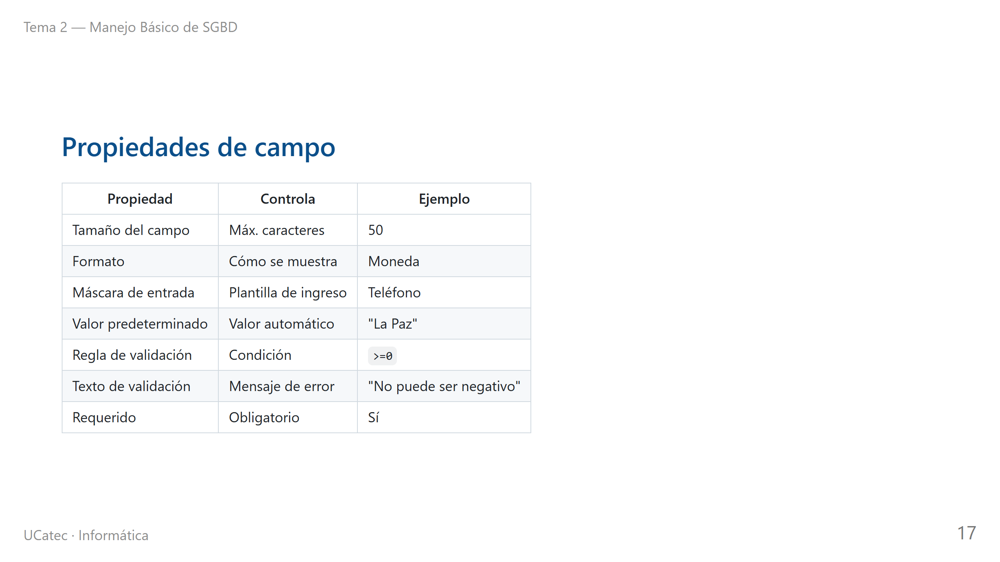 Tema 2 — Manejo Básico de SGBD
Propiedades de campo
Propiedad Controla Ejemplo
Tamaño del campo Máx. caracteres 50
Formato Cómo se muestra Moneda
Máscara de entrada Plantilla de ingreso Teléfono
Valor predeterminado Valor automático "La Paz"
Regla de validación Condición >=0
Texto de validación Mensaje de error "No puede ser negativo"
Requerido Obligatorio Sí
UCatec · Informática
17